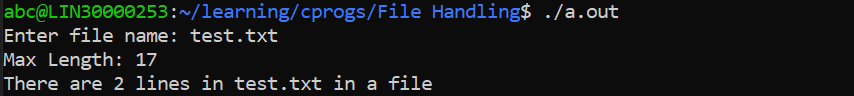 abc@LIN30000253:~/learning/cprogs/File Handling$ ./a.out
Enter file name: test.txt
Max Length: 17
There are 2 lines in test.txt in a file